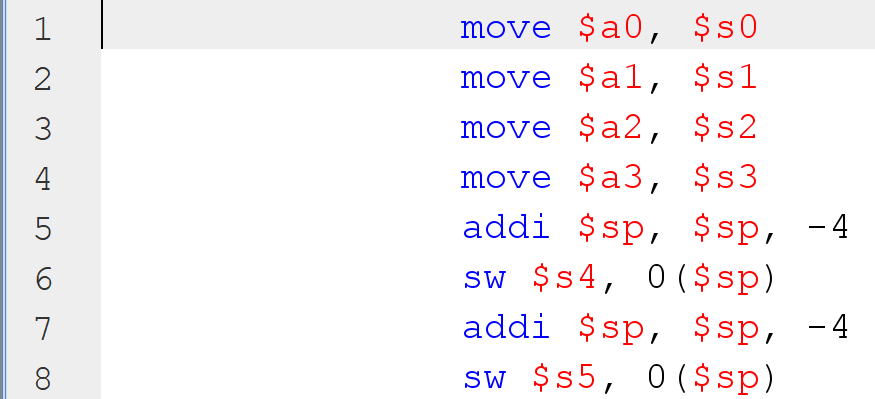 1 move $a0, $s0
2 move $a1, $s1
3 move $a2, $s2
4 move $a3, $s3
5 addi $sp, $sp, -4
6 sw $s4, 0($sp)
7 addi $sp, $sp, -4
8 sw $s5, 0($sp)